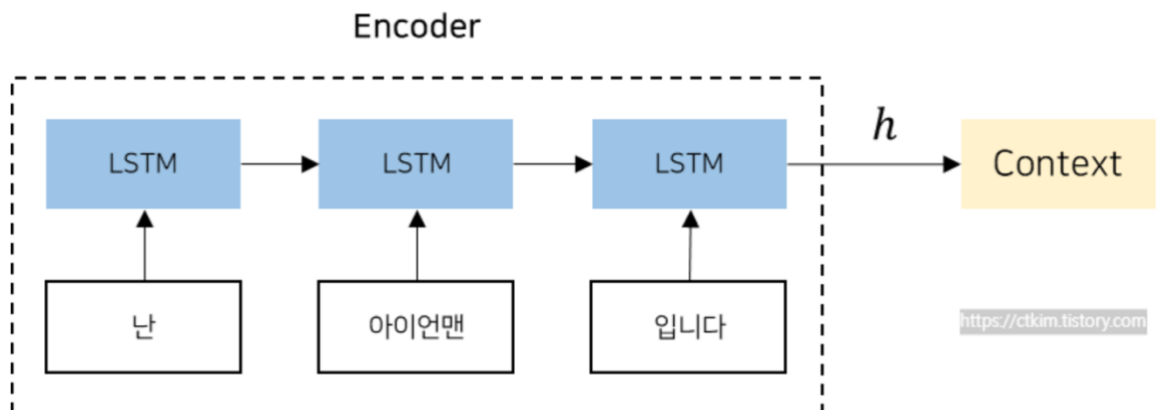 Encoder
LSTM
LSTM
LSTM
h
Context
난
아이언맨
입니다
https://ctkim.tistory.com